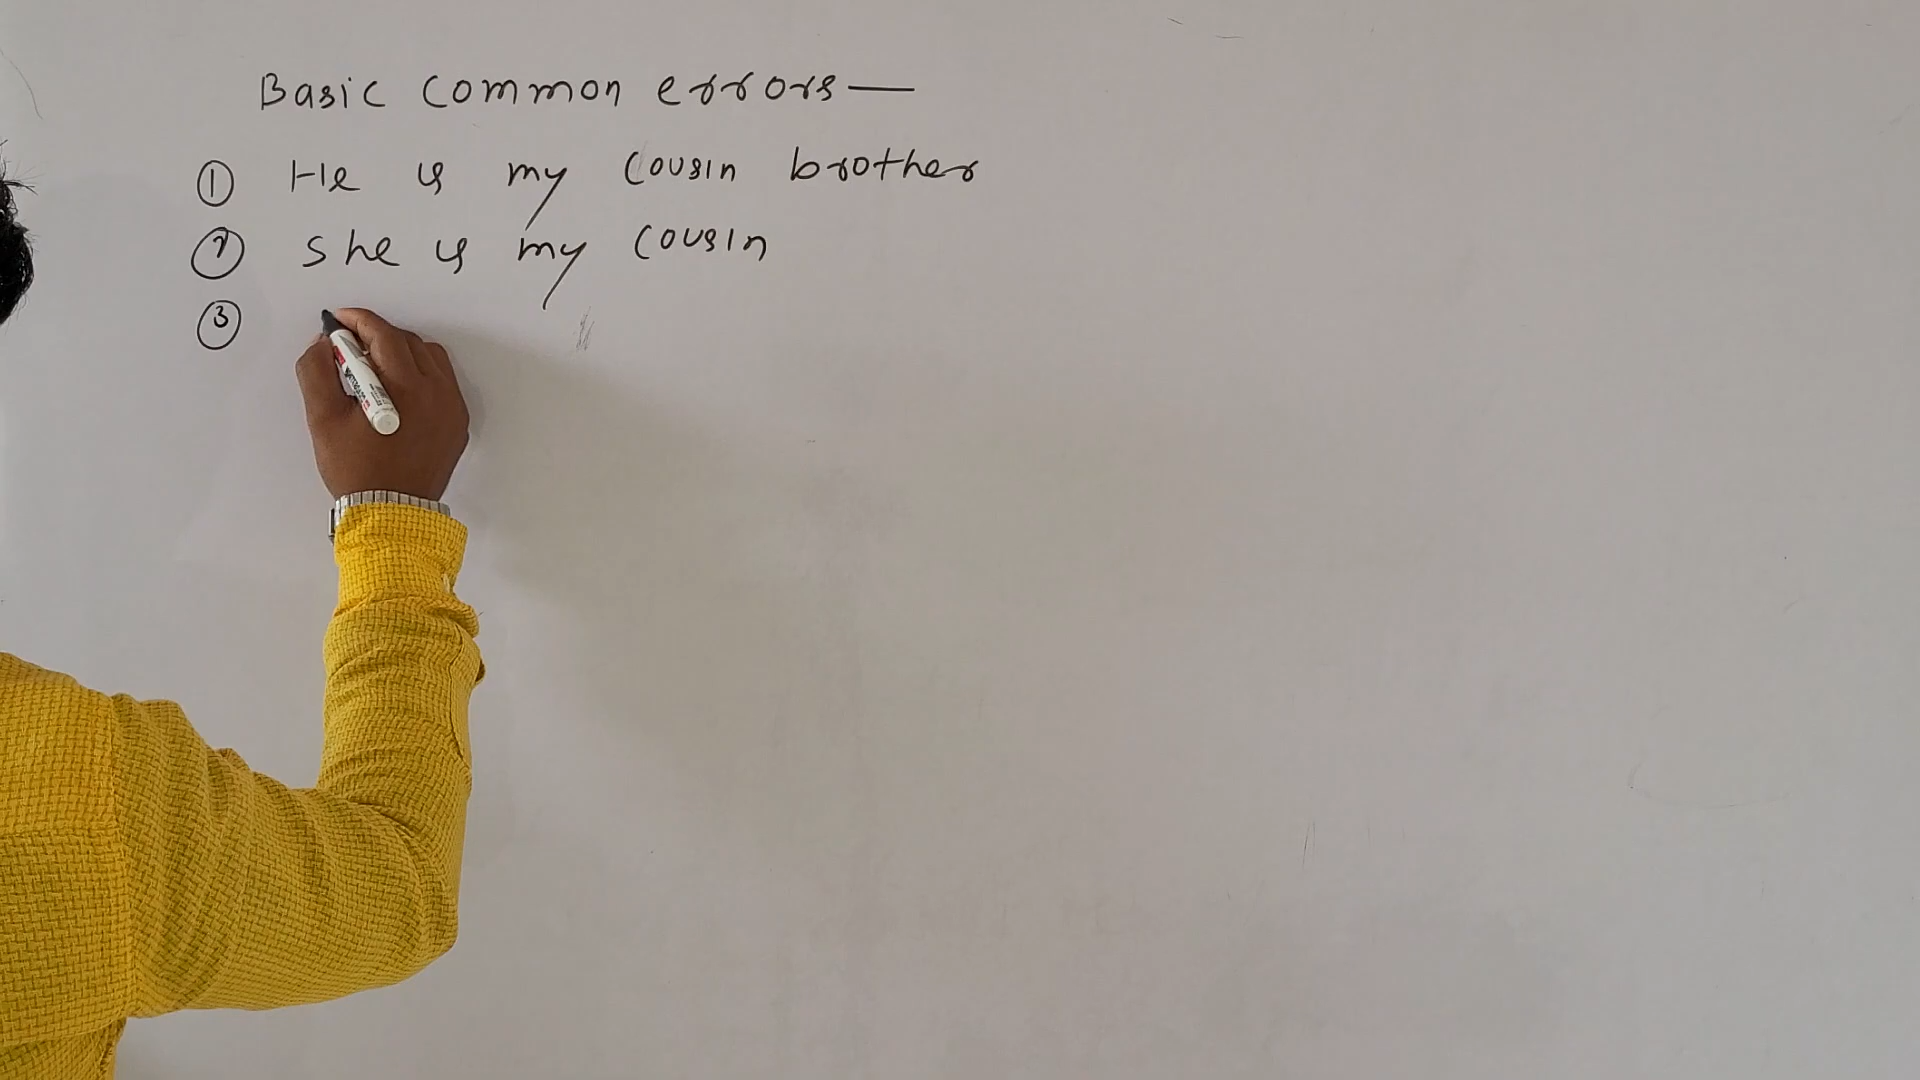 Basic Common errors —
① He is my Cousin brother
② She is my Cousin
③